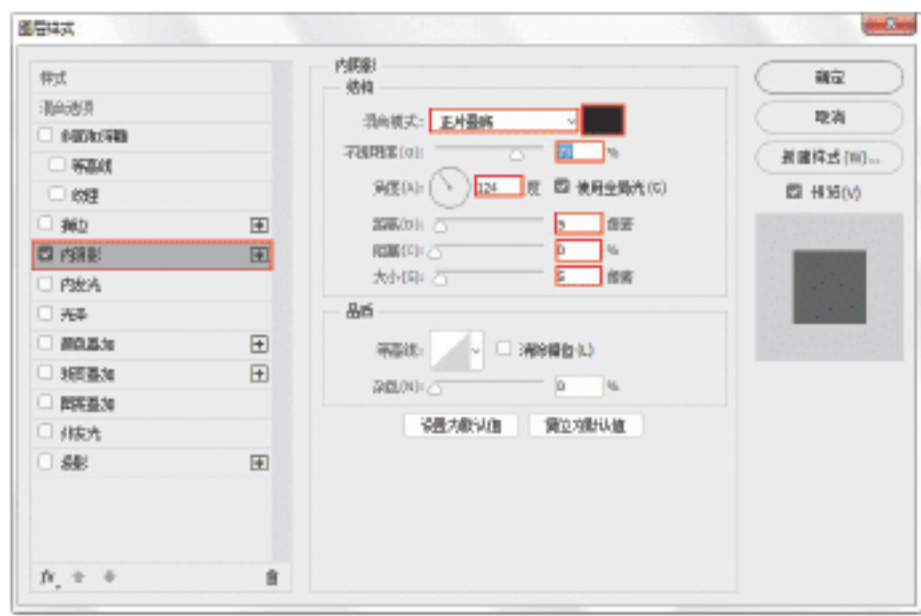 图层样式
样式
混合选项
斜面和浮雕
等高线
纹理
描边
内阴影
内发光
光泽
颜色叠加
渐变叠加
图案叠加
外发光
投影
fx
内阴影
结构
混合模式: 正片叠底
不透明度(O): %
角度(A): 124 度 使用全局光(G)
距离(D): 5 像素
阻塞(C): 0 %
大小(S): 5 像素
品质
等高线: 消除锯齿(L)
杂色(N): 0 %
设置为默认值 复位为默认值
确定
取消
新建样式(W)...
预览(V)